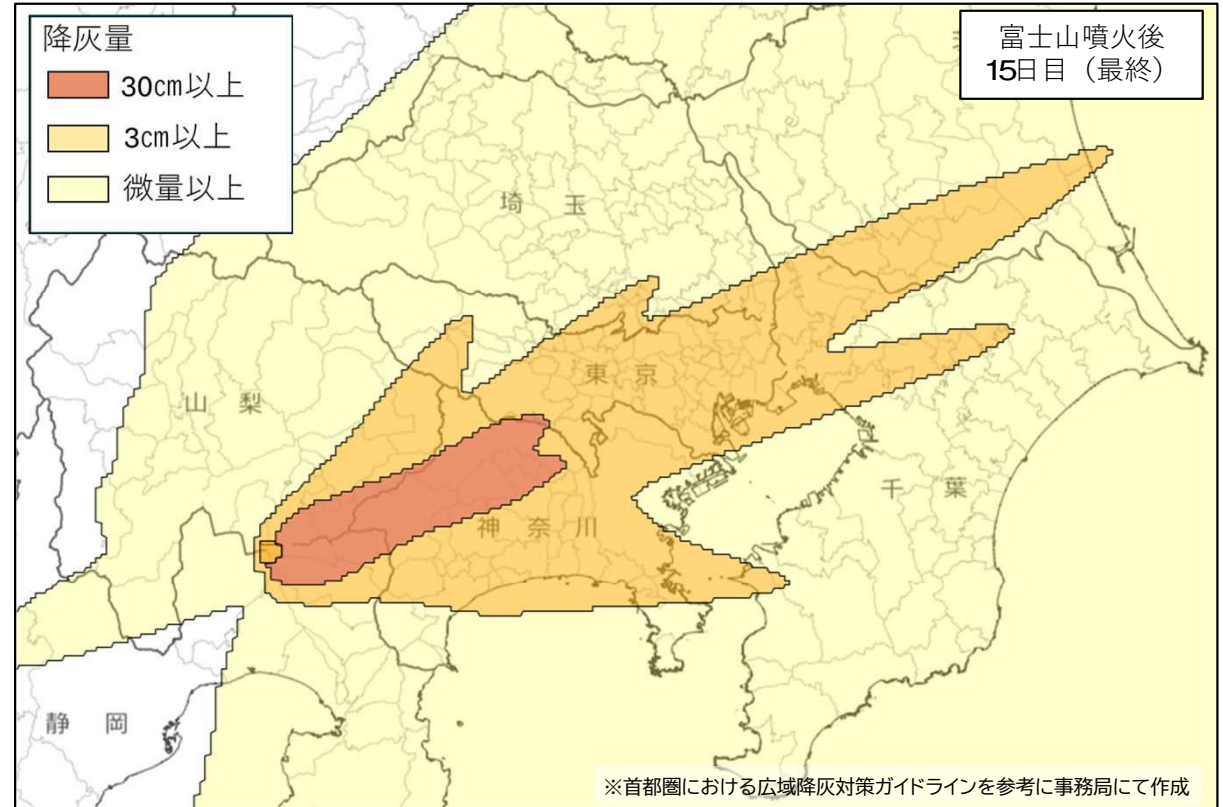 降灰量
30cm以上
3cm以上
微量以上
富士山噴火後
15日目（最終）
埼 玉
東 京
山 梨
神 奈 川
千 葉
静 岡
※首都圏における広域降灰対策ガイドラインを参考に事務局にて作成